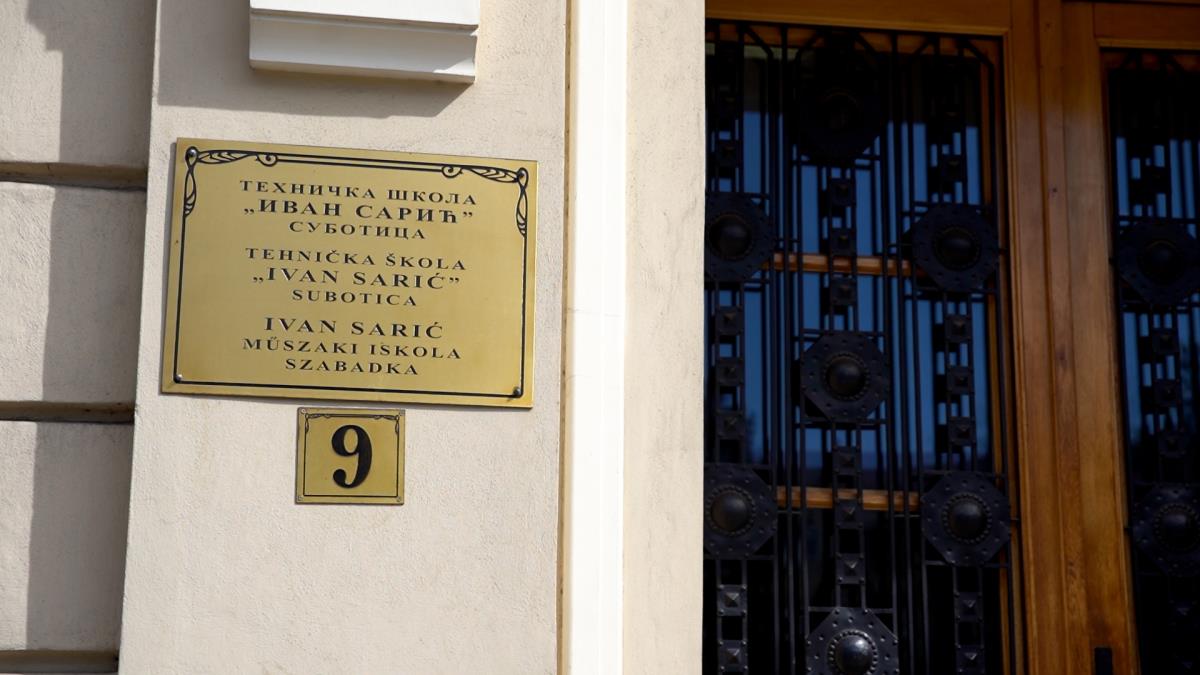 ТЕХНИЧКА ШКОЛА
„ИВАН САРИЋ”
СУБОТИЦА
TEHNIČKA ŠKOLA
„IVAN SARIĆ”
SUBOTICA
IVAN SARIĆ
MŰSZAKI ISKOLA
SZABADKA
9